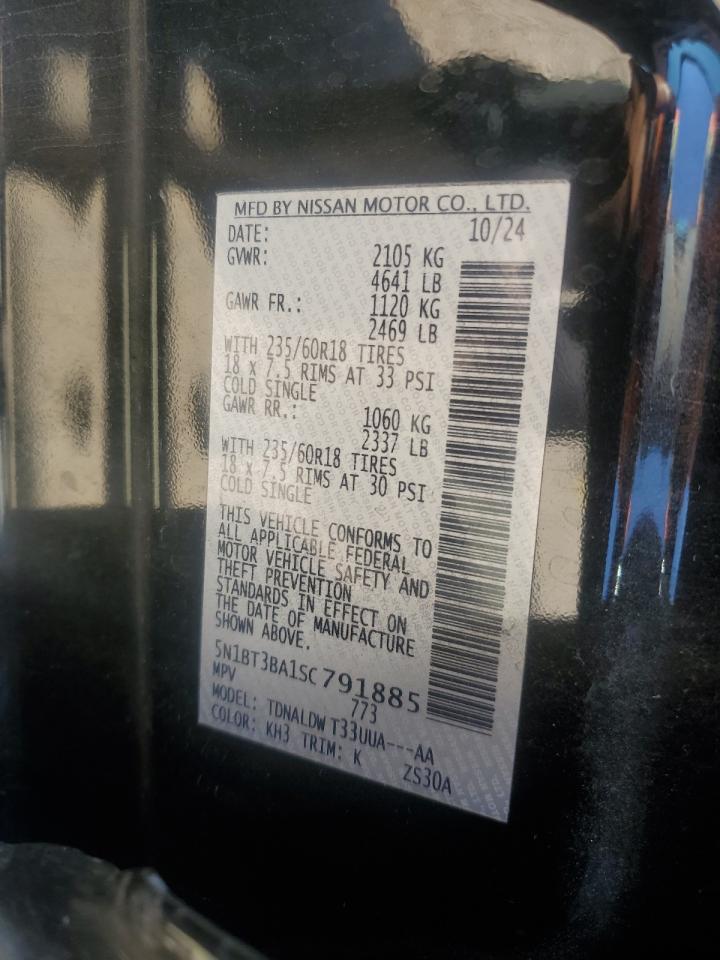 MFD BY NISSAN MOTOR CO., LTD.
DATE: 10/24
GVWR: 2105 KG
4641 LB
GAWR FR.: 1120 KG
2469 LB
WITH 235/60R18 TIRES
18 x 7.5 RIMS AT 33 PSI
COLD SINGLE
GAWR RR.: 1060 KG
2337 LB
WITH 235/60R18 TIRES
18 x 7.5 RIMS AT 30 PSI
COLD SINGLE
THIS VEHICLE CONFORMS TO
ALL APPLICABLE FEDERAL
MOTOR VEHICLE SAFETY AND
THEFT PREVENTION
STANDARDS IN EFFECT ON
THE DATE OF MANUFACTURE
SHOWN ABOVE.
5N1BT3BA1SC791885
MPV 773
MODEL: TDNALDW T33UUA---AA
COLOR: KH3 TRIM: K ZS30A